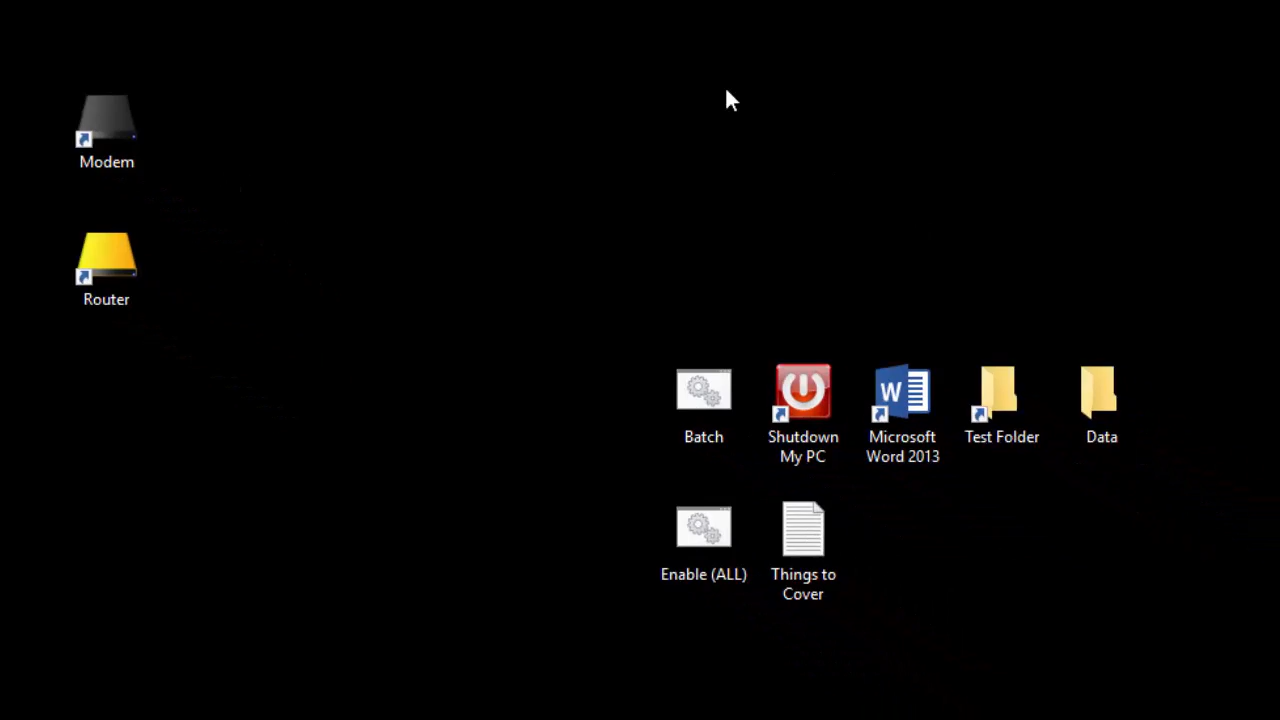 Modem
Router
Batch
Shutdown
My PC
W
Microsoft
Word 2013
Test Folder
Data
Enable (ALL)
Things to
Cover